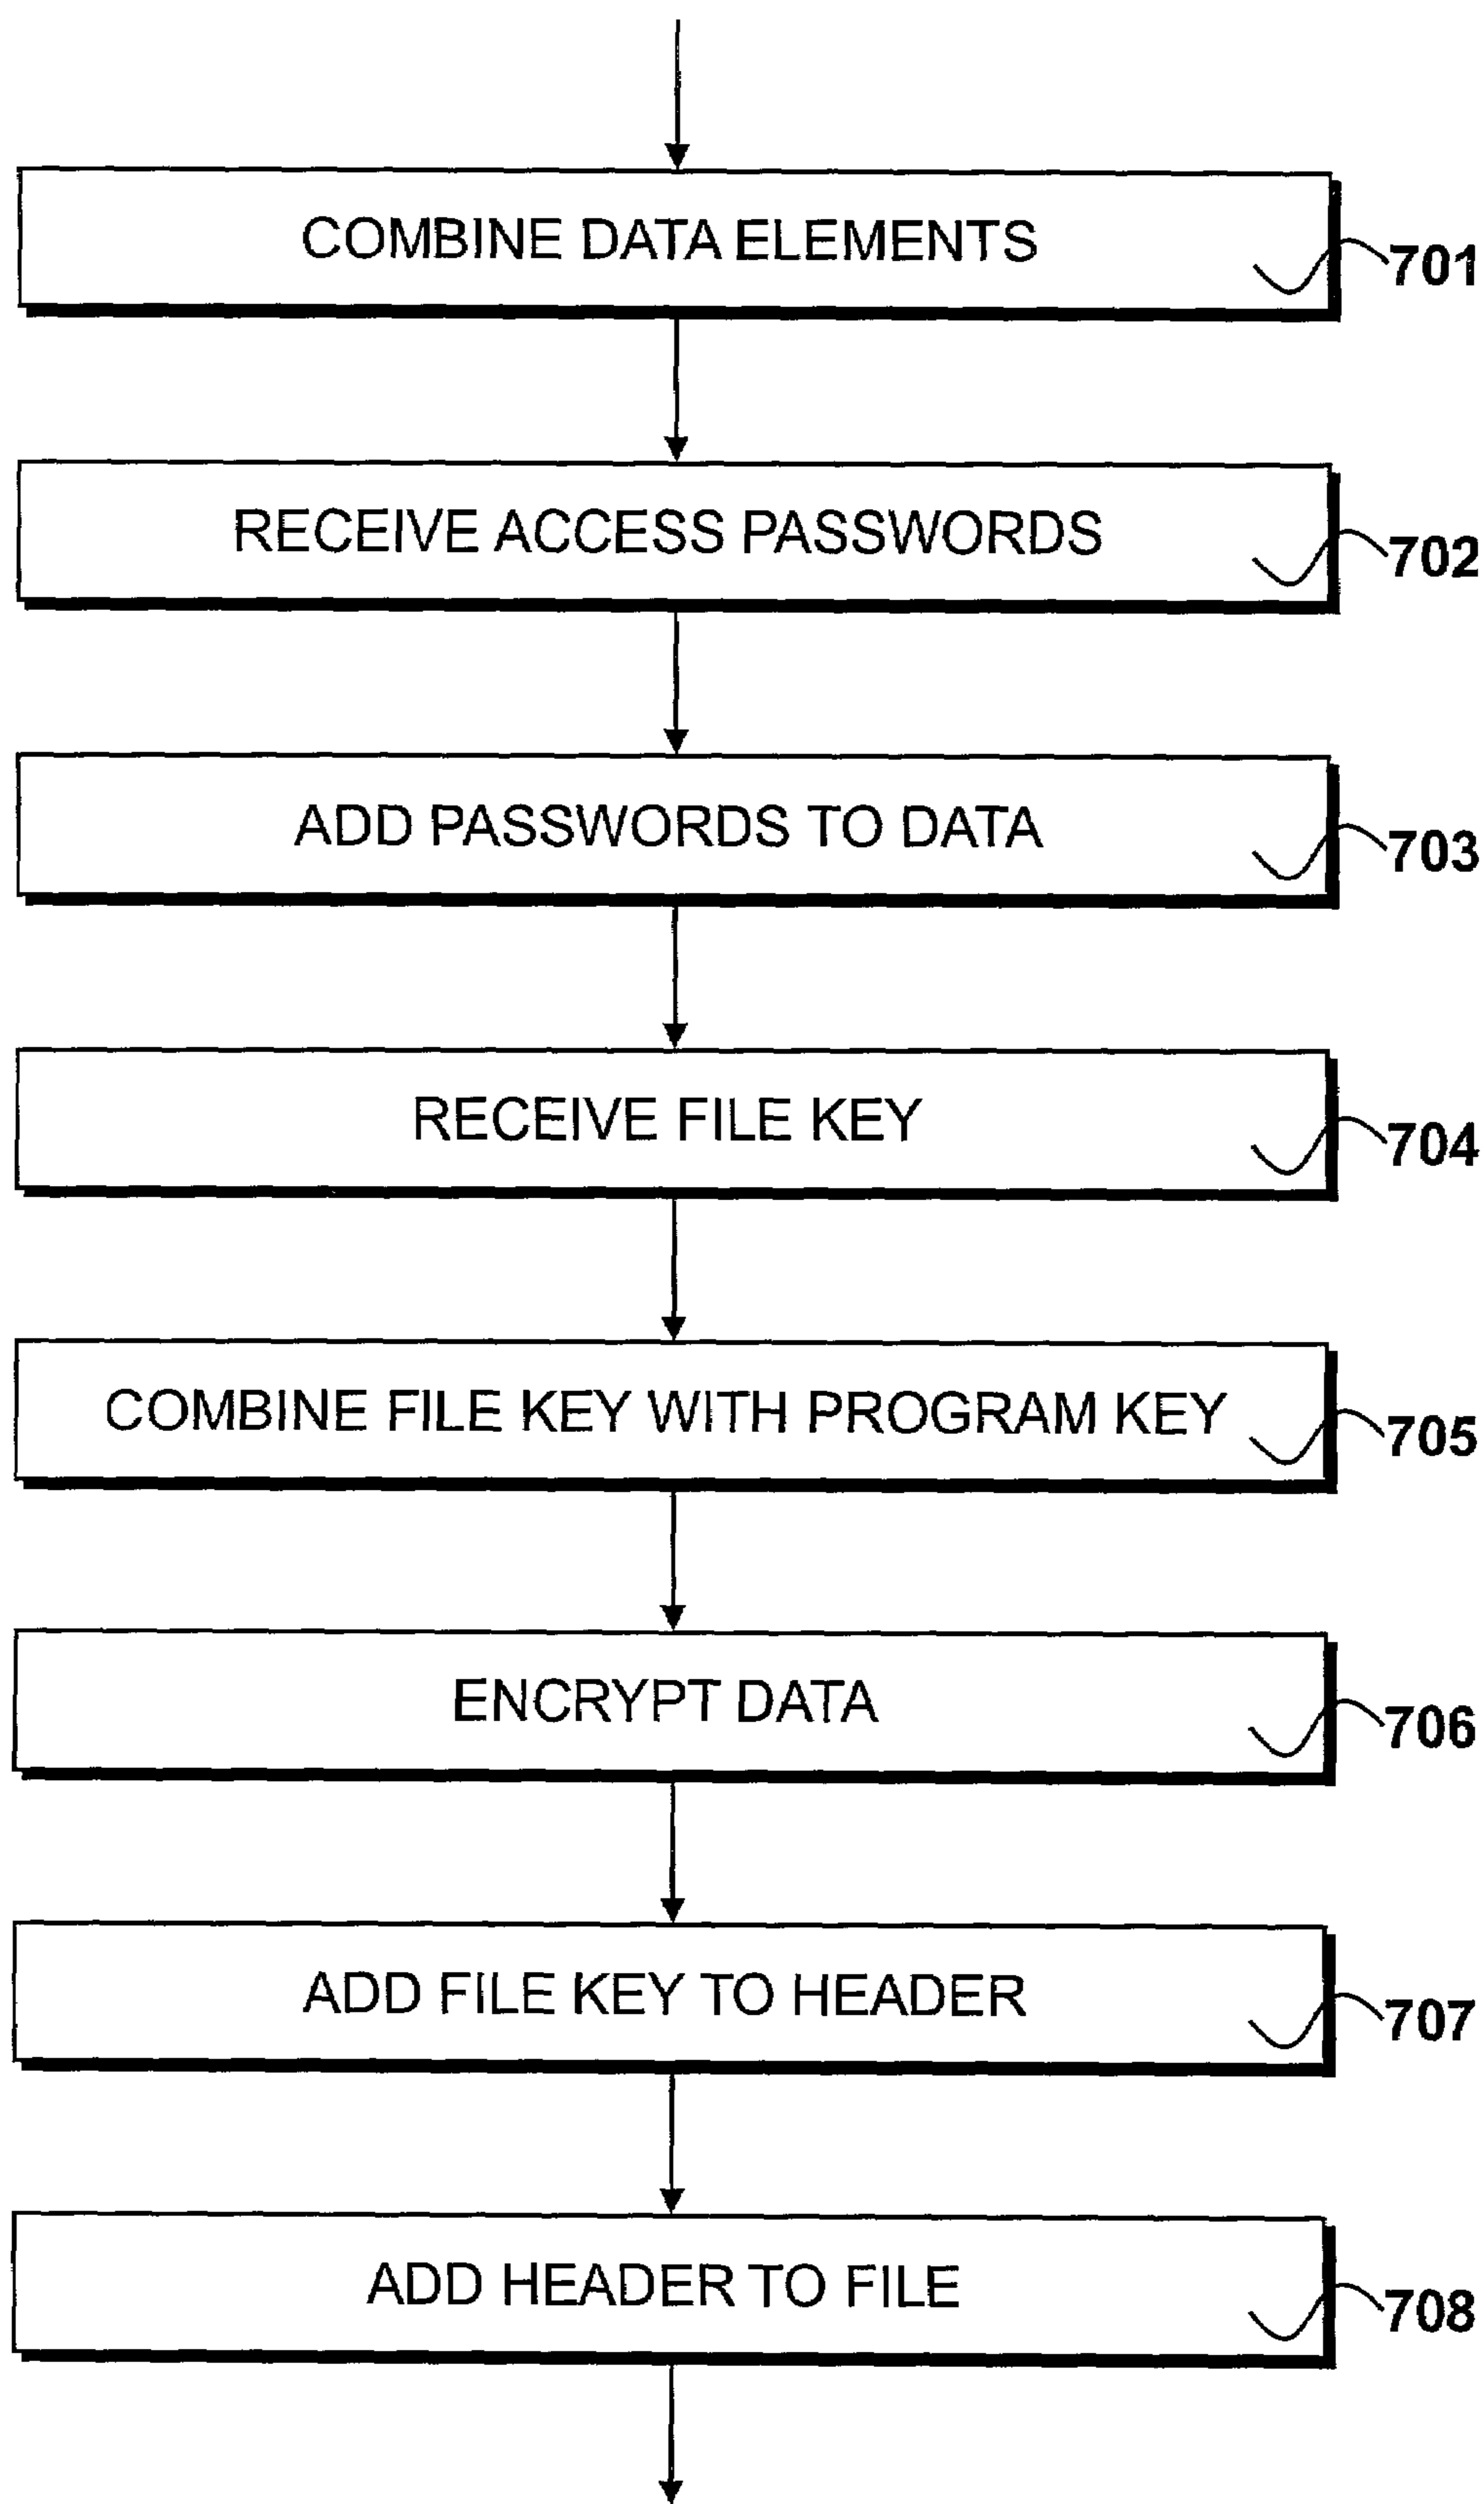 COMBINE DATA ELEMENTS
701
RECEIVE ACCESS PASSWORDS
702
ADD PASSWORDS TO DATA
703
RECEIVE FILE KEY
704
COMBINE FILE KEY WITH PROGRAM KEY
705
ENCRYPT DATA
706
ADD FILE KEY TO HEADER
707
ADD HEADER TO FILE
708